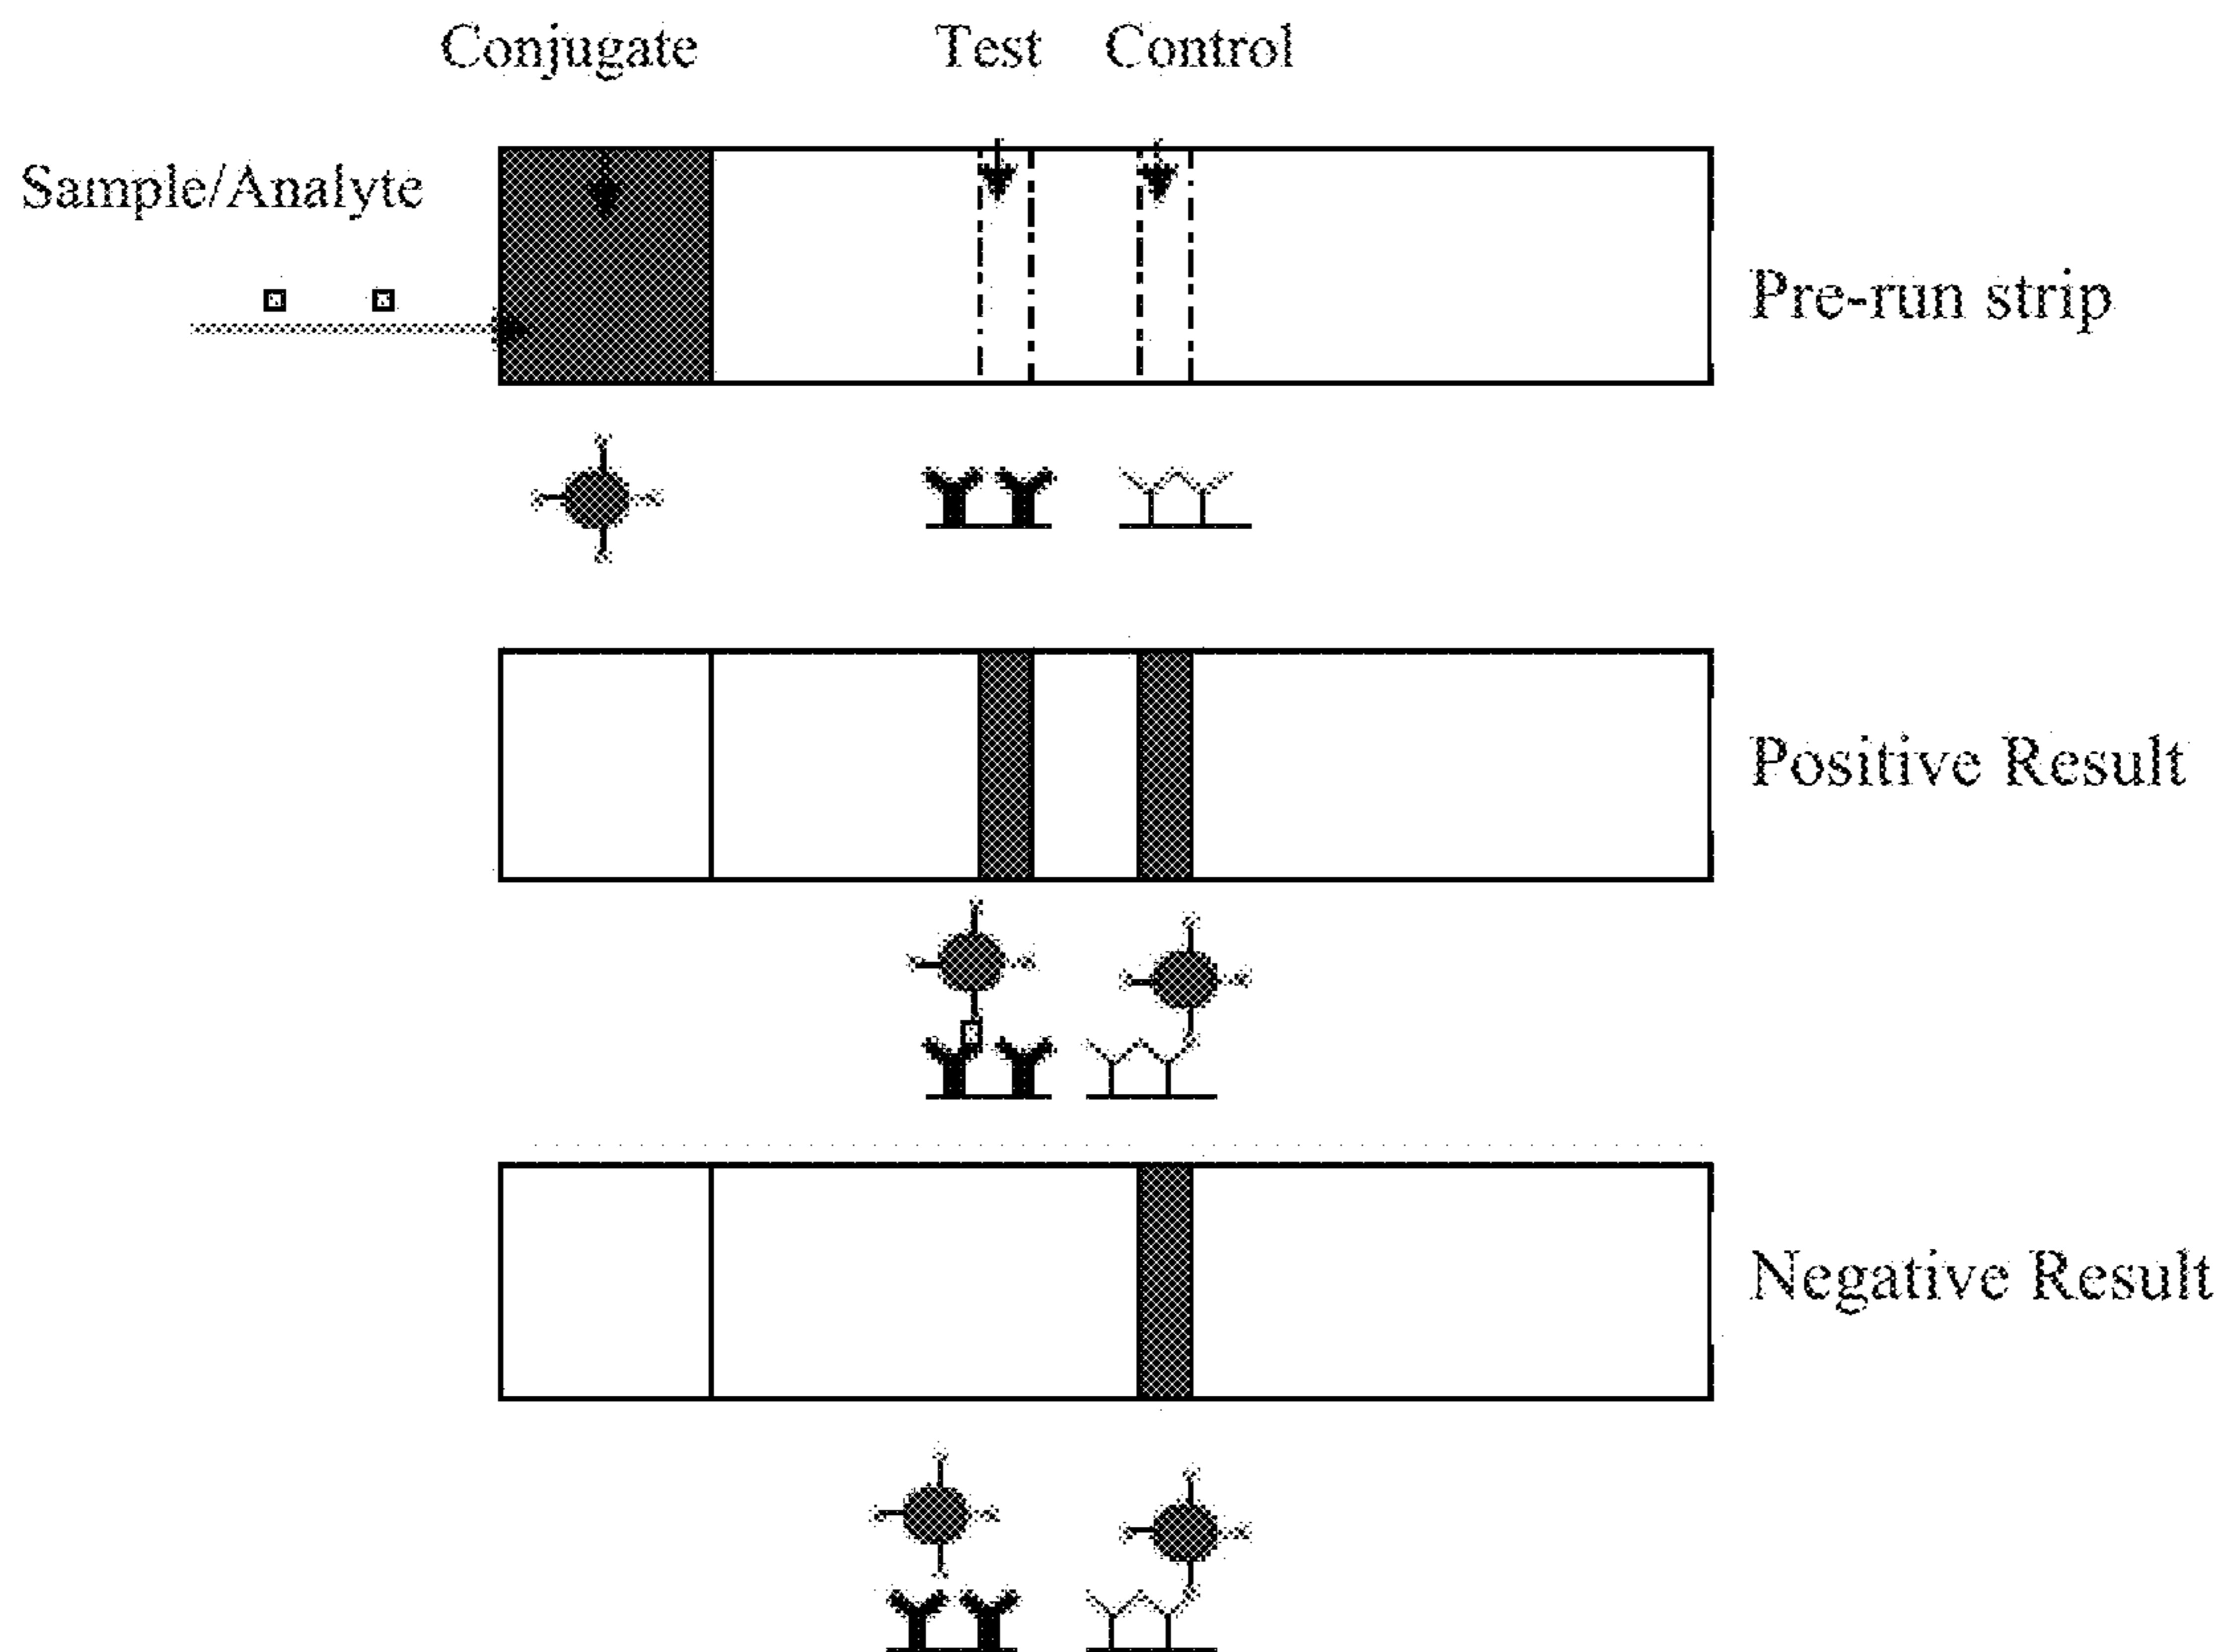 Conjugate
Test
Control
Sample/Analyte
Pre-run strip
Positive Result
Negative Result